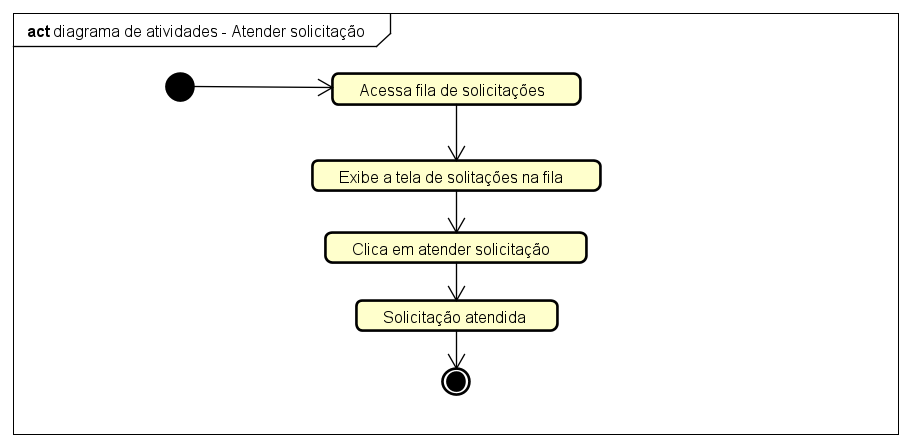 act diagrama de atividades - Atender solicitação
Acessa fila de solicitações
Exibe a tela de solitações na fila
Clica em atender solicitação
Solicitação atendida